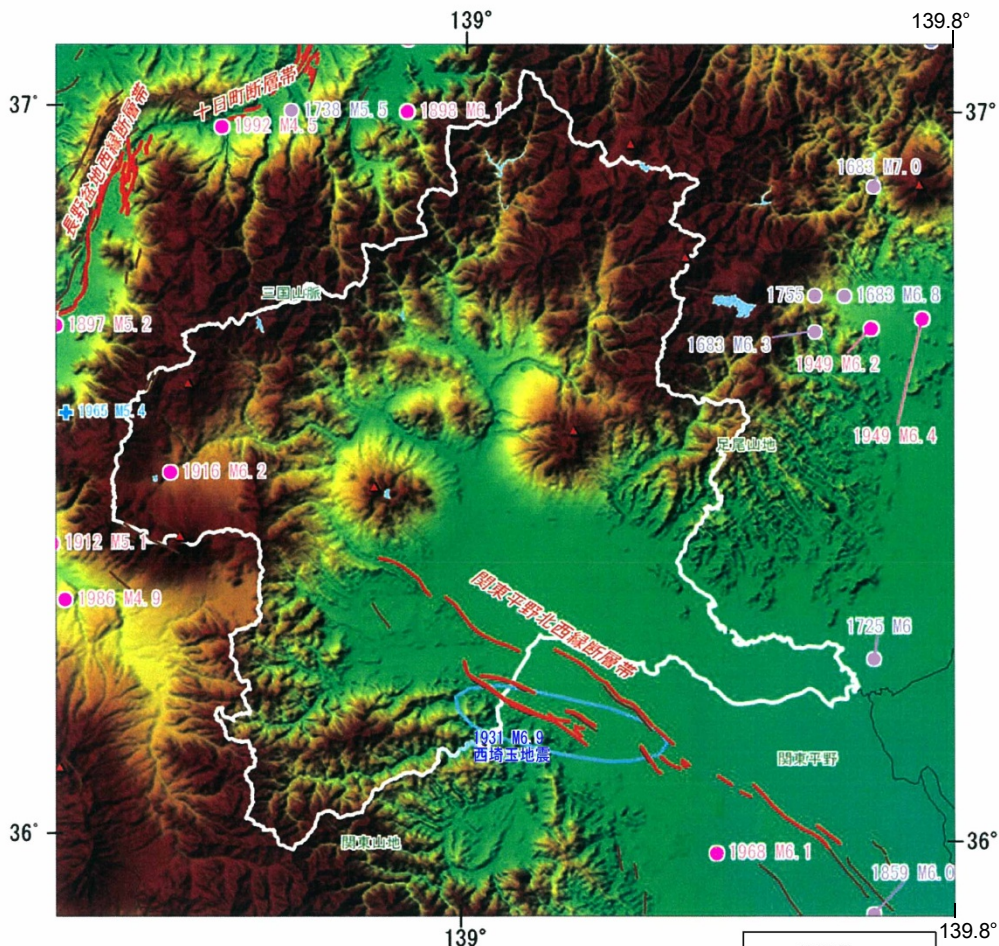 139°
139.8°
37°
37°
十日町断層帯
長野盆地西縁断層帯
1738 M5.5
1898 M6.1
1992 M4.5
1683 M7.0
三国山脈
1755
1683 M6.8
1897 M5.2
1683 M6.3
1949 M6.2
1965 M5.4
1949 M6.4
足尾山地
1916 M6.2
1912 M5.1
1986 M4.9
関東平野北西縁断層帯
1725 M6
1931 M6.9
西埼玉地震
関東平野
36°
36°
関東山地
1968 M6.1
1859 M6.0
139°
139.8°